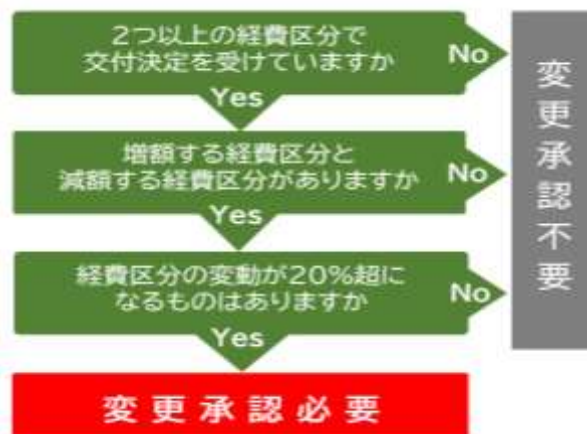 2つ以上の経費区分で
交付決定を受けていますか
No
Yes
増額する経費区分と
減額する経費区分がありますか
No
Yes
経費区分の変動が20%超に
なるものはありますか
No
Yes
変更承認必要
変更承認不要